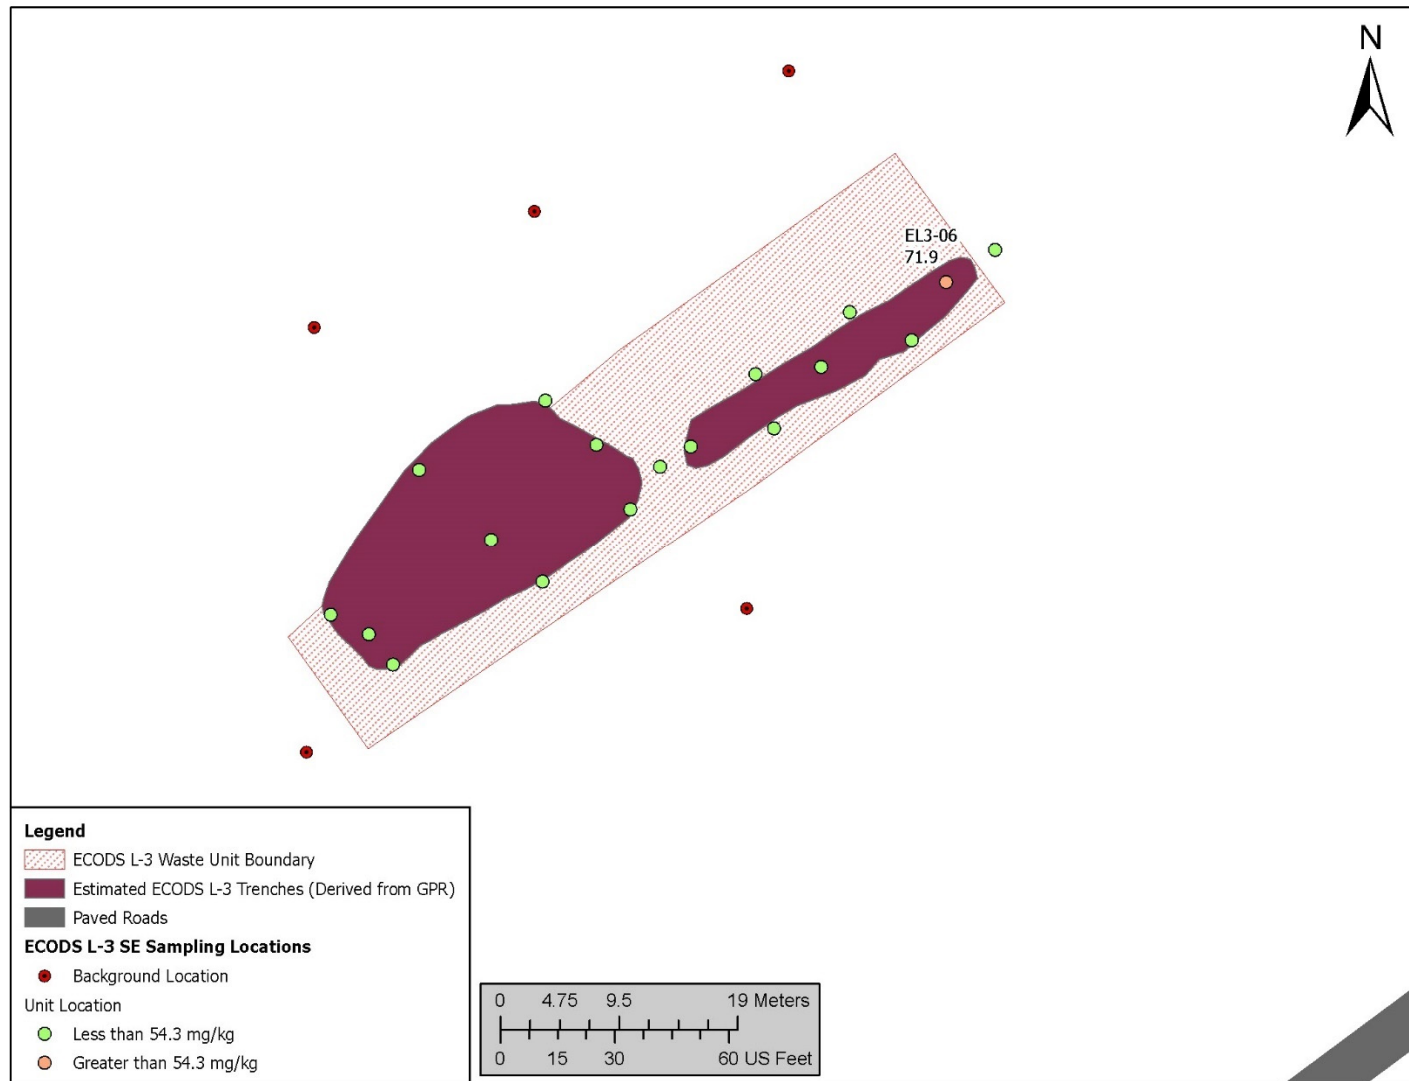 N
EL3-06
71.9
Legend
ECODS L-3 Waste Unit Boundary
Estimated ECODS L-3 Trenches (Derived from GPR)
Paved Roads
ECODS L-3 SE Sampling Locations
Background Location
Unit Location
Less than 54.3 mg/kg
Greater than 54.3 mg/kg
0 4.75 9.5 19 Meters
0 15 30 60 US Feet